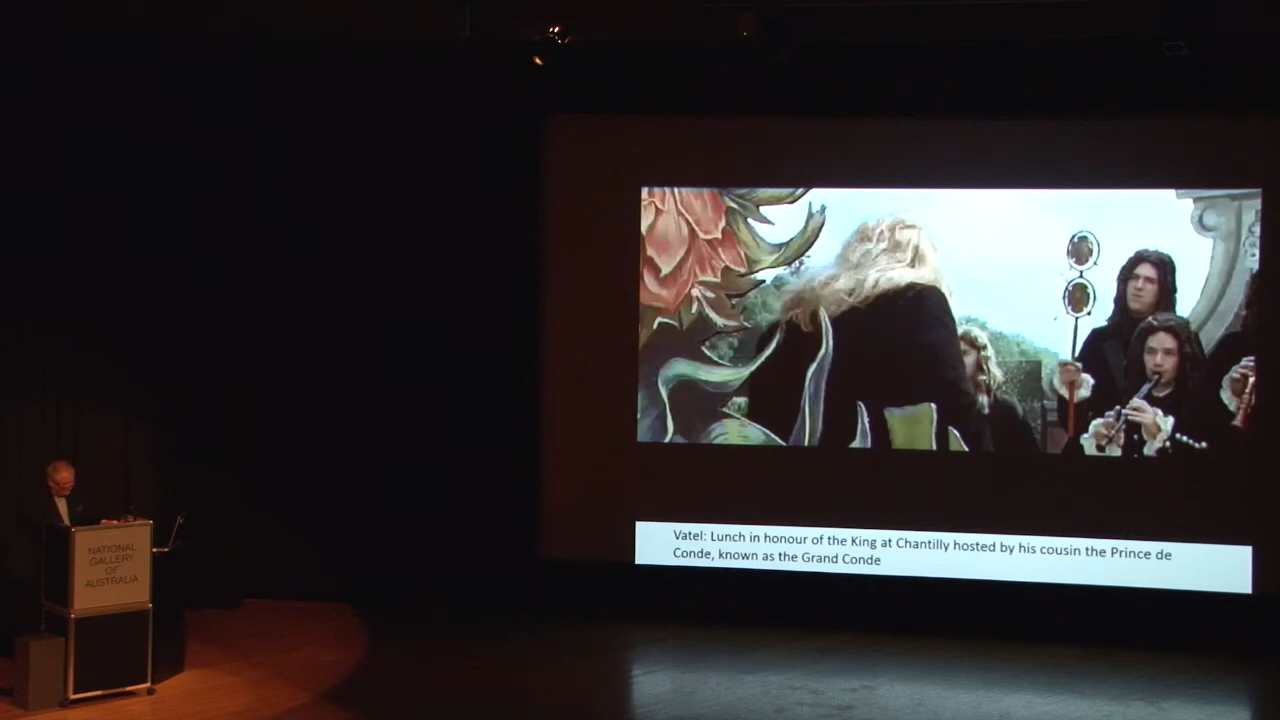 Vatel: Lunch in honour of the King at Chantilly hosted by his cousin the Prince de
Conde, known as the Grand Conde
NATIONAL
GALLERY
OF
AUSTRALIA